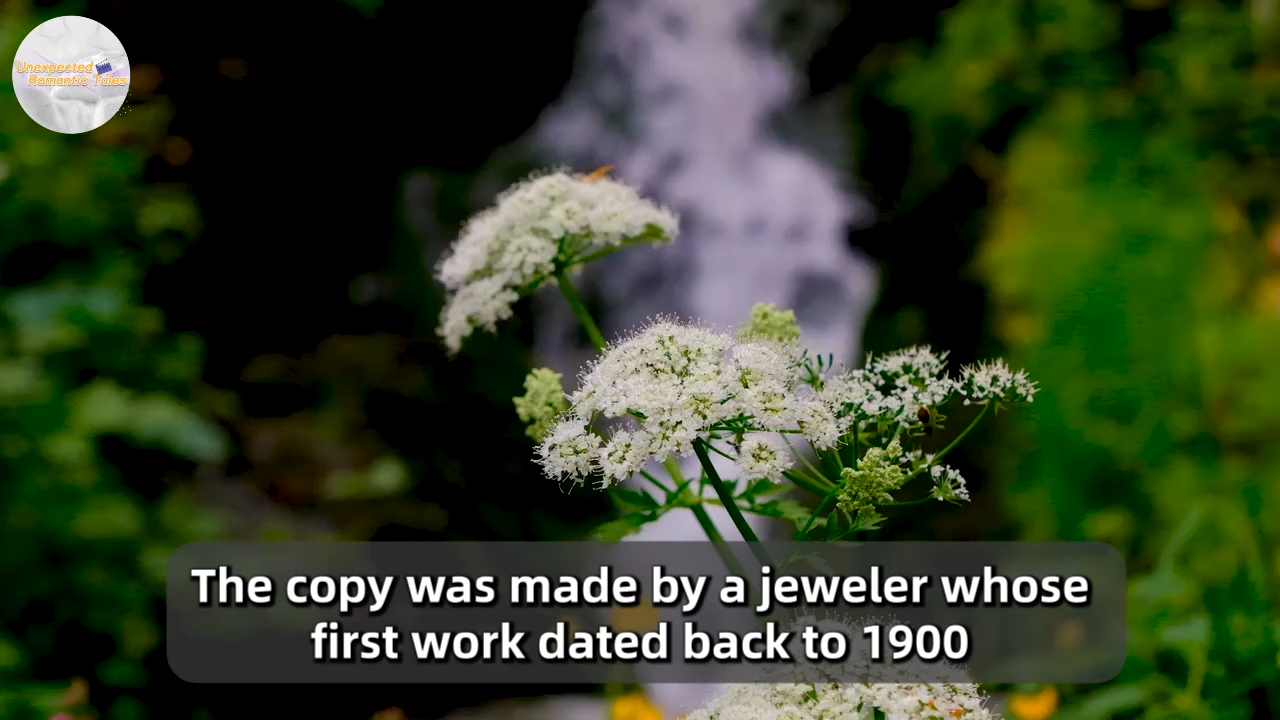 Unexpected
Romantic Tales
The copy was made by a jeweler whose
first work dated back to 1900